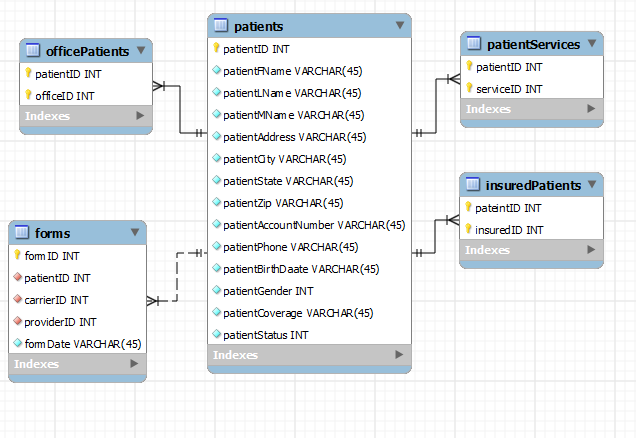 officePatients
patientID INT
officeID INT
Indexes
patients
patientID INT
patientFName VARCHAR(45)
patientLName VARCHAR(45)
patientMName VARCHAR(45)
patientAddress VARCHAR(45)
patientCity VARCHAR(45)
patientState VARCHAR(45)
patientZip VARCHAR(45)
patientAccountNumber VARCHAR(45)
patientPhone VARCHAR(45)
patientBirthDaate VARCHAR(45)
patientGender INT
patientCoverage VARCHAR(45)
patientStatus INT
Indexes
patientServices
patientID INT
serviceID INT
Indexes
insuredPatients
pateintID INT
insuredID INT
Indexes
forms
formID INT
patientID INT
carrierID INT
providerID INT
formDate VARCHAR(45)
Indexes